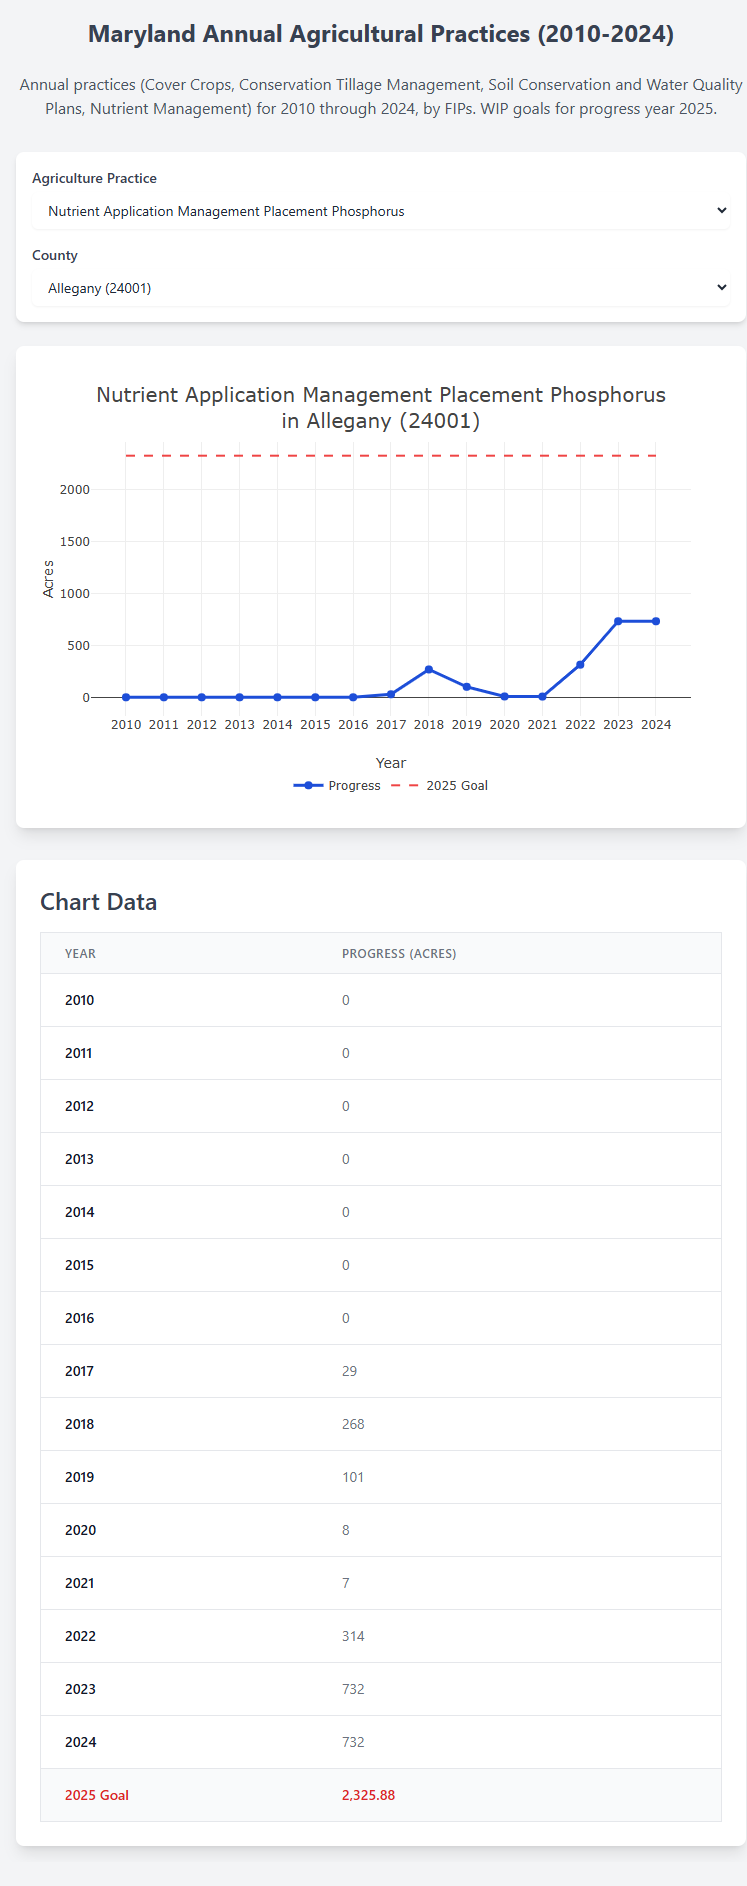 Maryland Annual Agricultural Practices (2010-2024)
Annual practices (Cover Crops, Conservation Tillage Management, Soil Conservation and Water Quality
Plans, Nutrient Management) for 2010 through 2024, by FIPs. WIP goals for progress year 2025.
Agriculture Practice
Nutrient Application Management Placement Phosphorus
County
Allegany (24001)
Nutrient Application Management Placement Phosphorus
in Allegany (24001)
Acres
2000
1500
1000
500
0
2010 2011 2012 2013 2014 2015 2016 2017 2018 2019 2020 2021 2022 2023 2024
Year
Progress 2025 Goal
Chart Data
YEAR PROGRESS (ACRES)
2010 0
2011 0
2012 0
2013 0
2014 0
2015 0
2016 0
2017 29
2018 268
2019 101
2020 8
2021 7
2022 314
2023 732
2024 732
2025 Goal 2,325.88